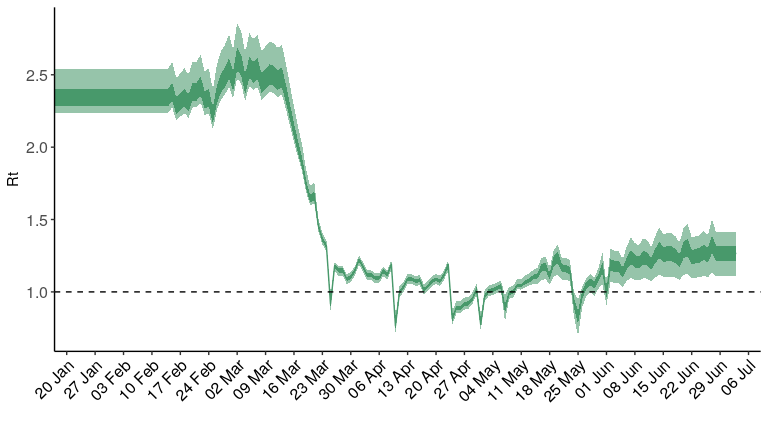 Rt
2.5
2.0
1.5
1.0
20 Jan
27 Jan
03 Feb
10 Feb
17 Feb
24 Feb
02 Mar
09 Mar
16 Mar
23 Mar
30 Mar
06 Apr
13 Apr
20 Apr
27 Apr
04 May
11 May
18 May
25 May
01 Jun
08 Jun
15 Jun
22 Jun
29 Jun
06 Jul